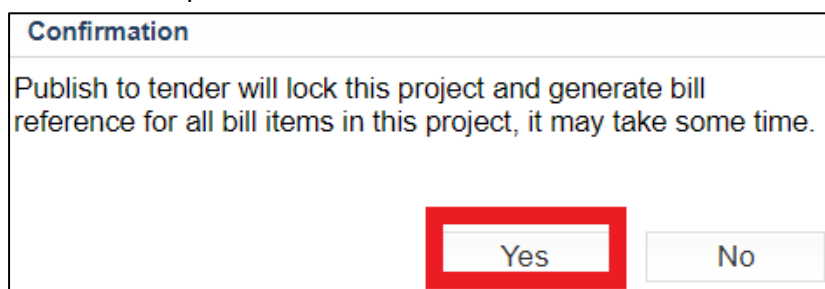 Confirmation
Publish to tender will lock this project and generate bill
reference for all bill items in this project, it may take some time.
Yes No